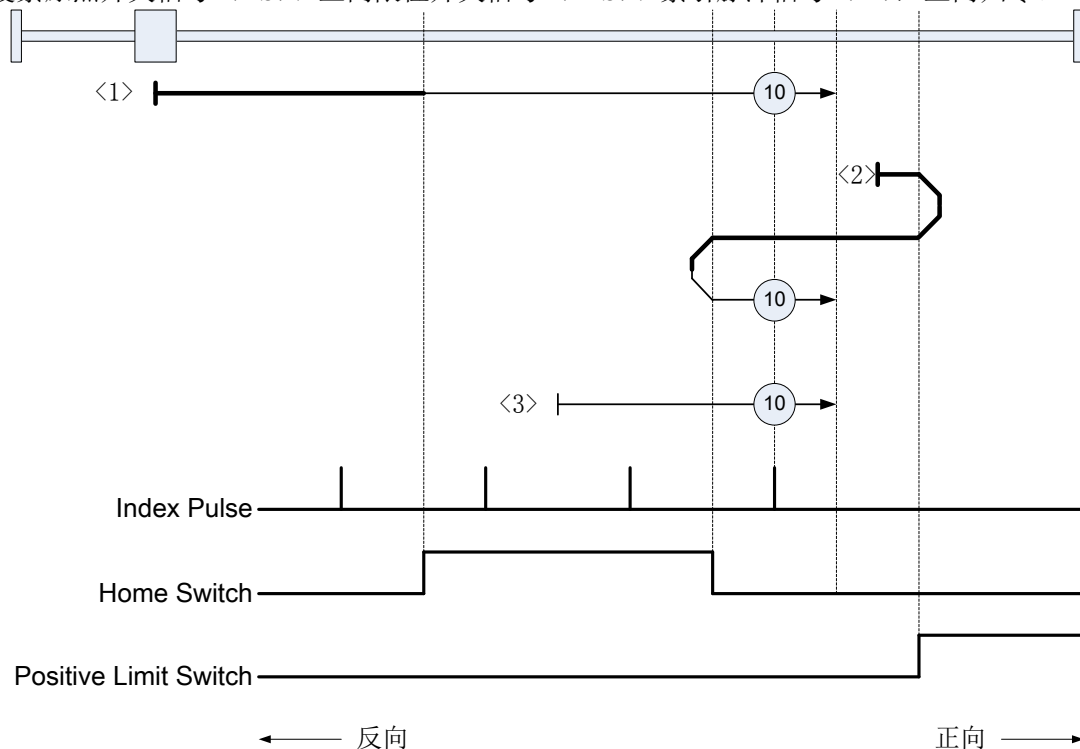 <1>
10
<2>
10
<3>
10
Index Pulse
Home Switch
Positive Limit Switch
反向
正向